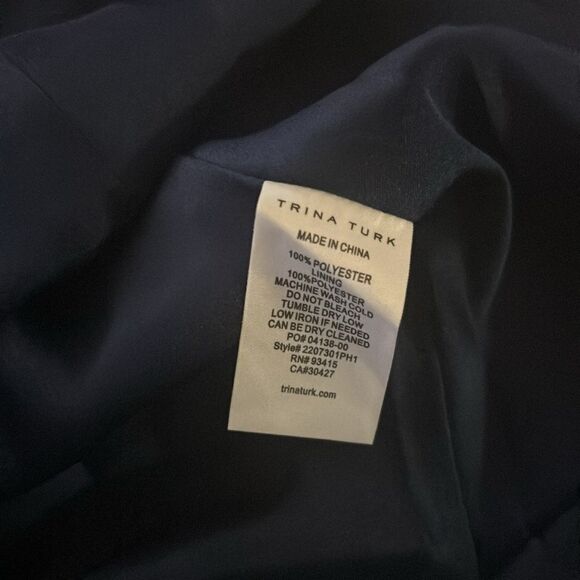 TRINA TURK
MADE IN CHINA
100% POLYESTER
LINING
100%POLYESTER
MACHINE WASH COLD
DO NOT BLEACH
TUMBLE DRY LOW
LOW IRON IF NEEDED
CAN BE DRY CLEANED
PO# 04138-00
Style# 2207301PH1
RN# 93415
CA#30427
trinaturk.com